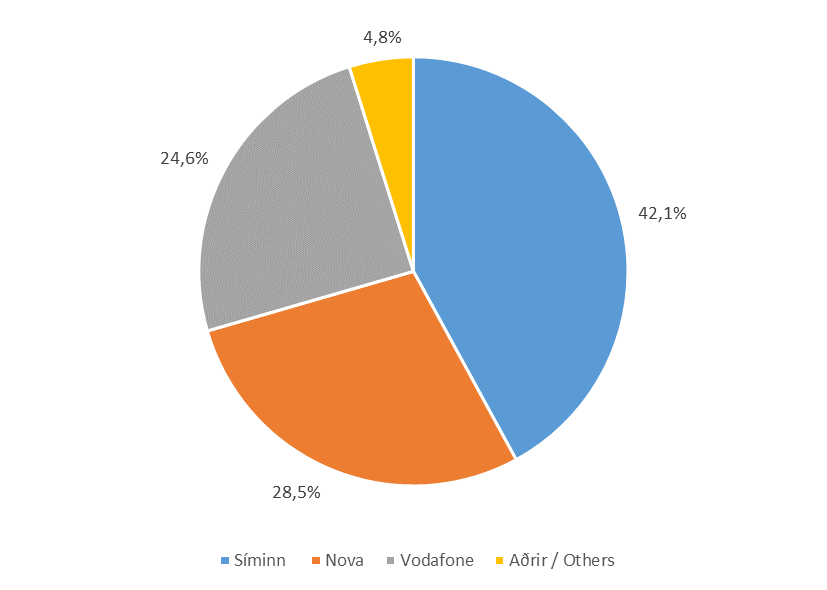 4,8%
24,6%
42,1%
28,5%
Síminn Nova Vodafone Aðrir / Others